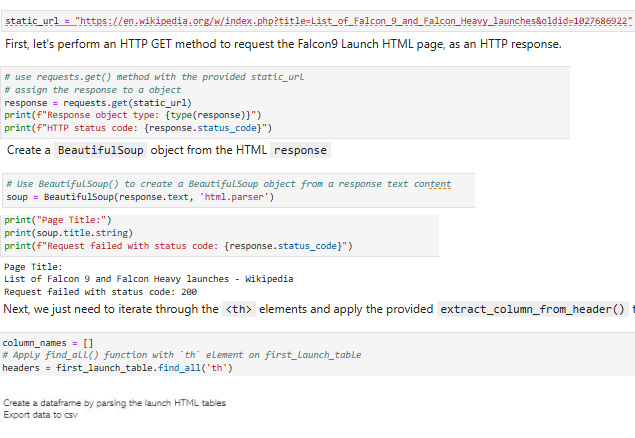 static_url = "https://en.wikipedia.org/w/index.php?title=List_of_Falcon_9_and_Falcon_Heavy_launches&oldid=1027686922"
First, let's perform an HTTP GET method to request the Falcon9 Launch HTML page, as an HTTP response.
# use requests.get() method with the provided static_url
# assign the response to a object
response = requests.get(static_url)
print(f"Response object type: {type(response)}")
print(f"HTTP status code: {response.status_code}")
Create a BeautifulSoup object from the HTML response
# Use BeautifulSoup() to create a BeautifulSoup object from a response text content
soup = BeautifulSoup(response.text, 'html.parser')
print("Page Title:")
print(soup.title.string)
print(f"Request failed with status code: {response.status_code}")
Page Title:
List of Falcon 9 and Falcon Heavy launches - Wikipedia
Request failed with status code: 200
Next, we just need to iterate through the <th> elements and apply the provided extract_column_from_header() t
column_names = []
# Apply find_all() function with `th` element on first_launch_table
headers = first_launch_table.find_all('th')
Create a dataframe by parsing the launch HTML tables
Export data to csv